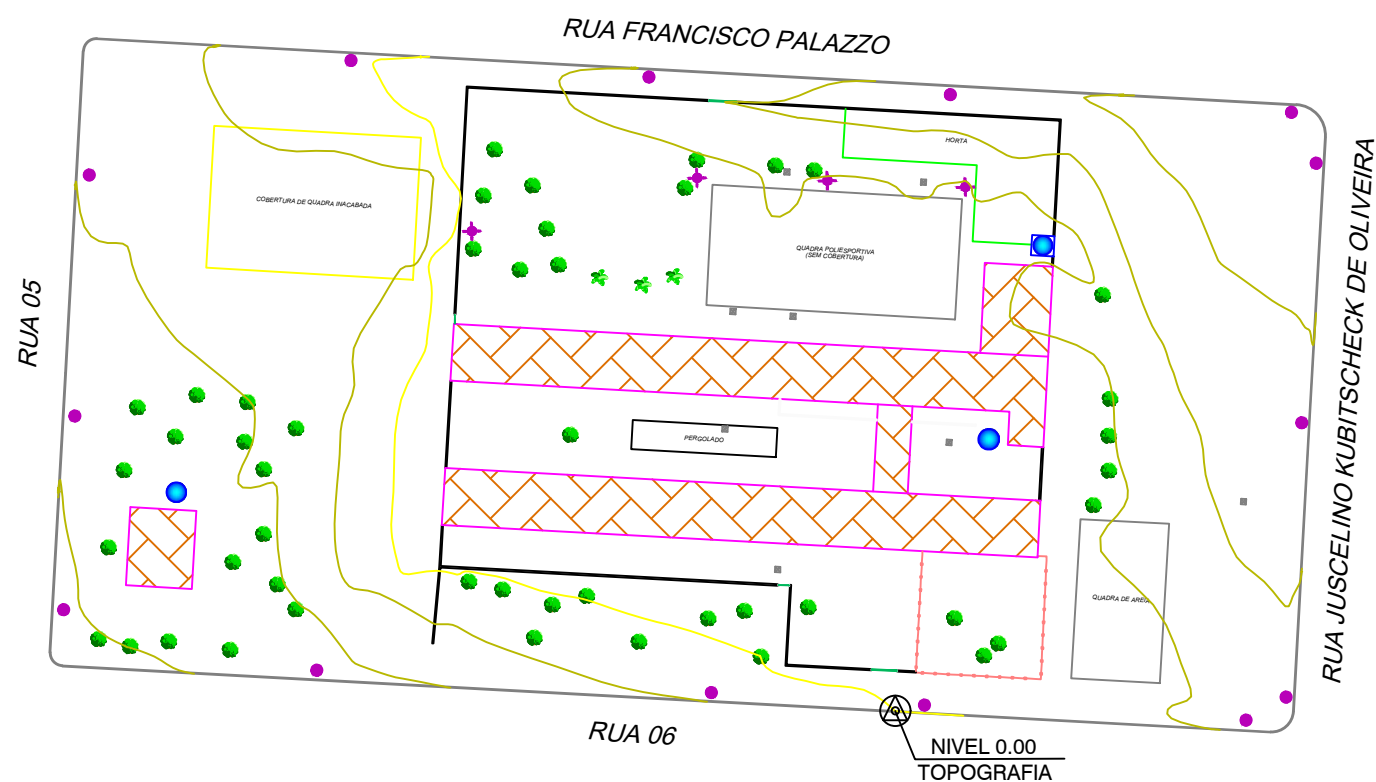 RUA FRANCISCO PALAZZO
HORTA
COBERTURA DE QUADRA INACABADA
QUADRA POLIESPORTIVA
(SEM COBERTURA)
RUA 05
RUA JUSCELINO KUBITSCHECK DE OLIVEIRA
PERGOLADO
QUADRA DE AREIA
RUA 06
NIVEL 0.00
TOPOGRAFIA